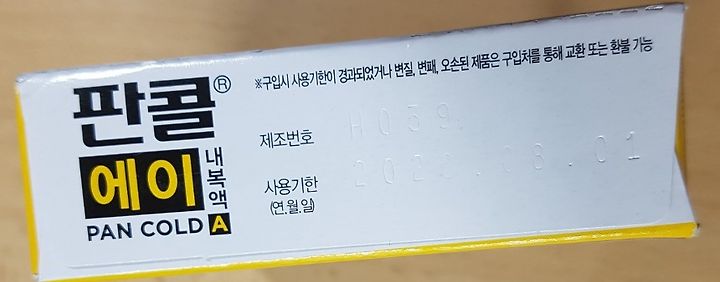 ※구입시 사용기한이 경과되었거나 변질, 변패, 오손된 제품은 구입처를 통해 교환 또는 환불 가능
판콜®
에이
내복액
PAN COLD A
제조번호 H059
사용기한
(연,월,일)